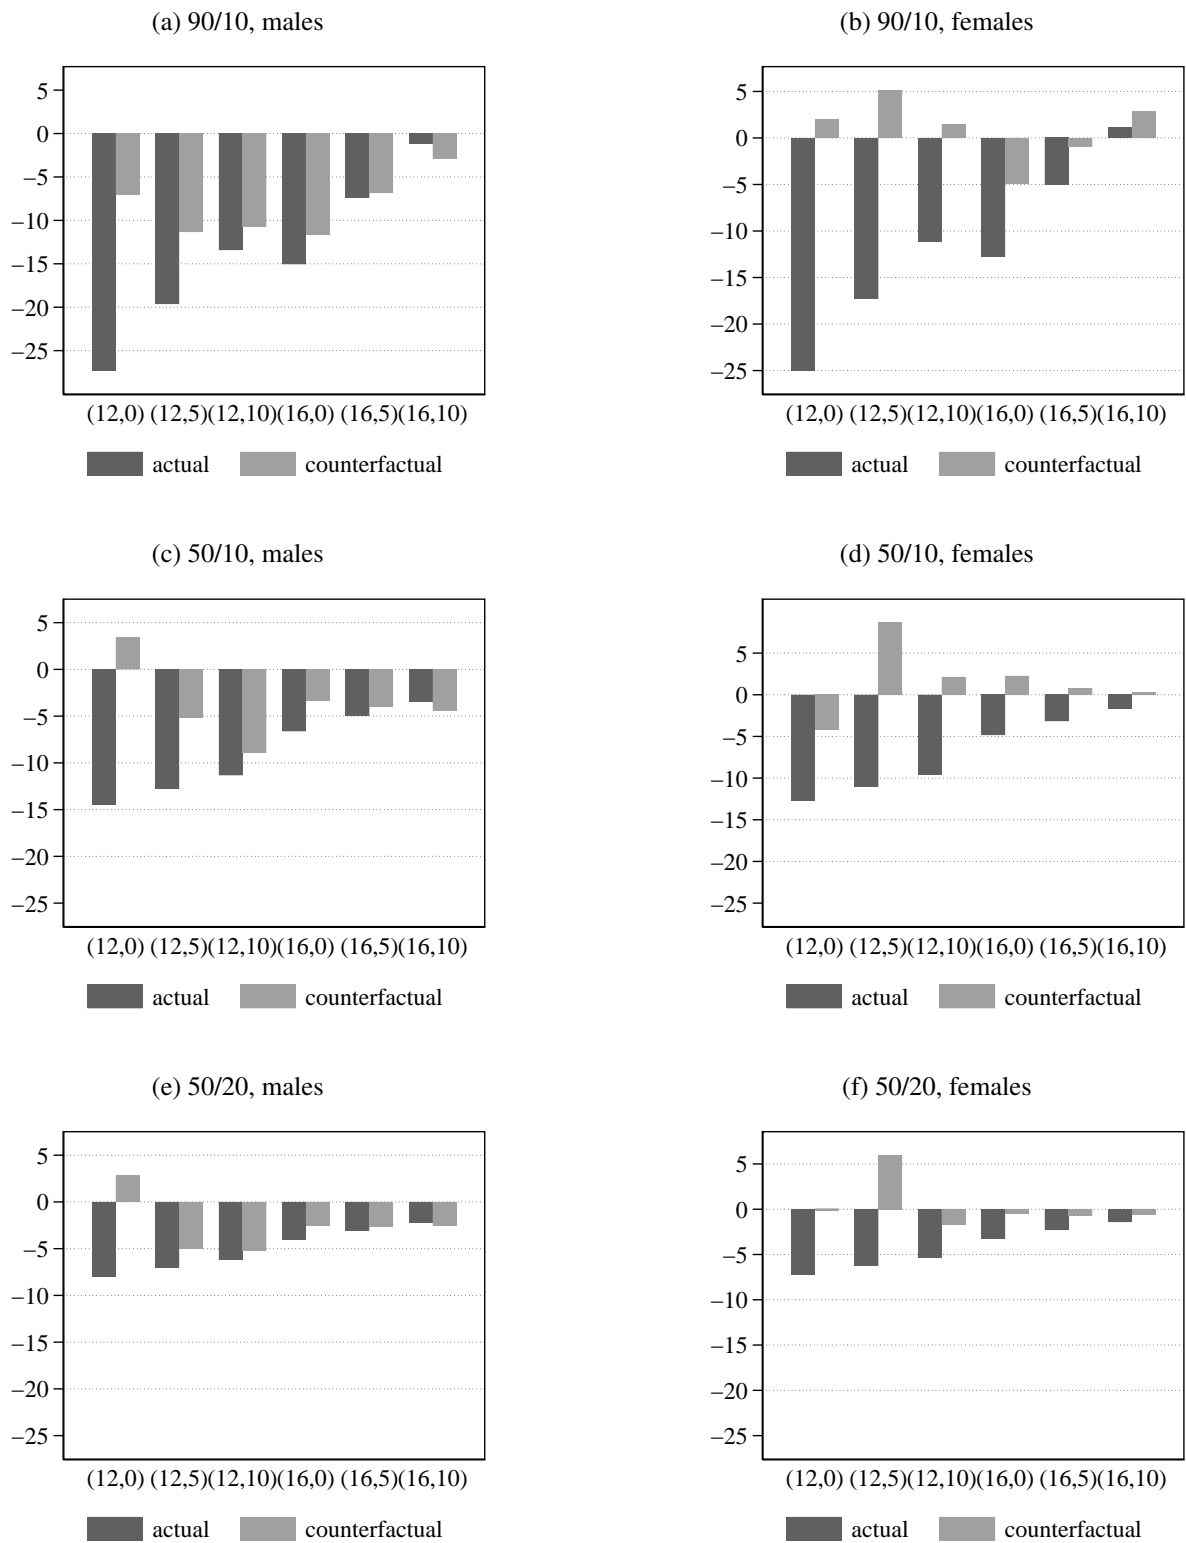 (a) 90/10, males
5
0
−5
−10
−15
−20
−25
(12,0) (12,5)(12,10)(16,0) (16,5)(16,10)
actual counterfactual
(b) 90/10, females
5
0
−5
−10
−15
−20
−25
(12,0) (12,5)(12,10)(16,0) (16,5)(16,10)
actual counterfactual
(c) 50/10, males
5
0
−5
−10
−15
−20
−25
(12,0) (12,5)(12,10)(16,0) (16,5)(16,10)
actual counterfactual
(d) 50/10, females
5
0
−5
−10
−15
−20
−25
(12,0) (12,5)(12,10)(16,0) (16,5)(16,10)
actual counterfactual
(e) 50/20, males
5
0
−5
−10
−15
−20
−25
(12,0) (12,5)(12,10)(16,0) (16,5)(16,10)
actual counterfactual
(f) 50/20, females
5
0
−5
−10
−15
−20
−25
(12,0) (12,5)(12,10)(16,0) (16,5)(16,10)
actual counterfactual